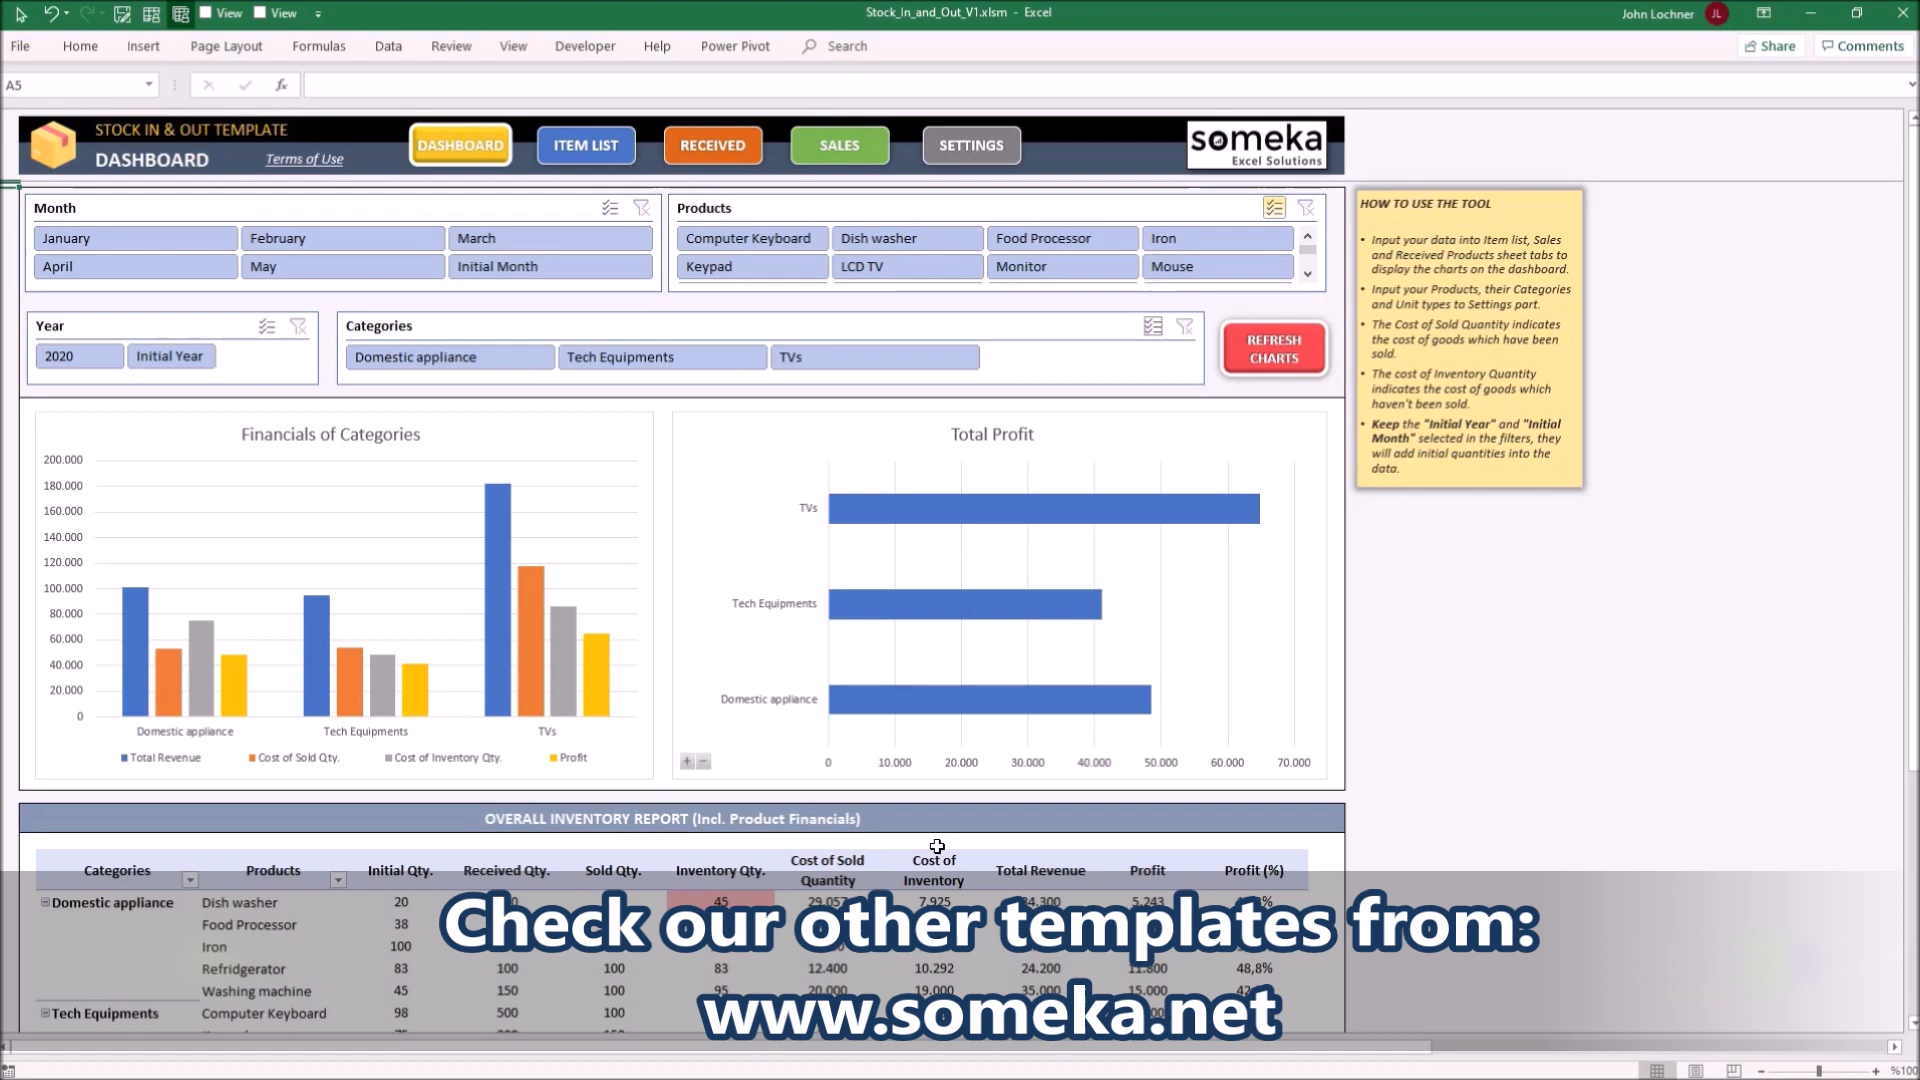 View View Stock_In_and_Out_V1.xlsm - Excel John Lochner JL
File Home Insert Page Layout Formulas Data Review View Developer Help Power Pivot Search Share Comments
A5 fx
STOCK IN & OUT TEMPLATE
DASHBOARD Terms of Use
DASHBOARD ITEM LIST RECEIVED SALES SETTINGS
someka
Excel Solutions
Month
January February March
April May Initial Month
Products
Computer Keyboard Dish washer Food Processor Iron
Keypad LCD TV Monitor Mouse
Year
2020 Initial Year
Categories
Domestic appliance Tech Equipments TVs
REFRESH
CHARTS
HOW TO USE THE TOOL
• Input your data into Item list, Sales
and Received Products sheet tabs to
display the charts on the dashboard.
• Input your Products, their Categories
and Unit types to Settings part.
• The Cost of Sold Quantity indicates
the cost of goods which have been
sold.
• The cost of Inventory Quantity
indicates the cost of goods which
haven't been sold.
• Keep the "Initial Year" and "Initial
Month" selected in the filters, they
will add initial quantities into the
data.
Financials of Categories
200.000
180.000
160.000
140.000
120.000
100.000
80.000
60.000
40.000
20.000
0
Domestic appliance Tech Equipments TVs
Total Revenue Cost of Sold Qty. Cost of Inventory Qty. Profit
Total Profit
TVs
Tech Equipments
Domestic appliance
0 10.000 20.000 30.000 40.000 50.000 60.000 70.000
OVERALL INVENTORY REPORT (Incl. Product Financials)
Categories Products Initial Qty. Received Qty. Sold Qty. Inventory Qty. Cost of Sold Quantity Cost of Inventory Total Revenue Profit Profit (%)
Domestic appliance Dish washer 20 45 29.057 7.925 5.243
Food Processor 38
Iron 100
Refridgerator 83 100 100 83 12.400 10.292 24.200 11.800 48,8%
Washing machine 45 150 100 95 20.000 19.000 35.000 15.000
Tech Equipments Computer Keyboard 98 500 100
Check our other templates from:
www.someka.net
%100